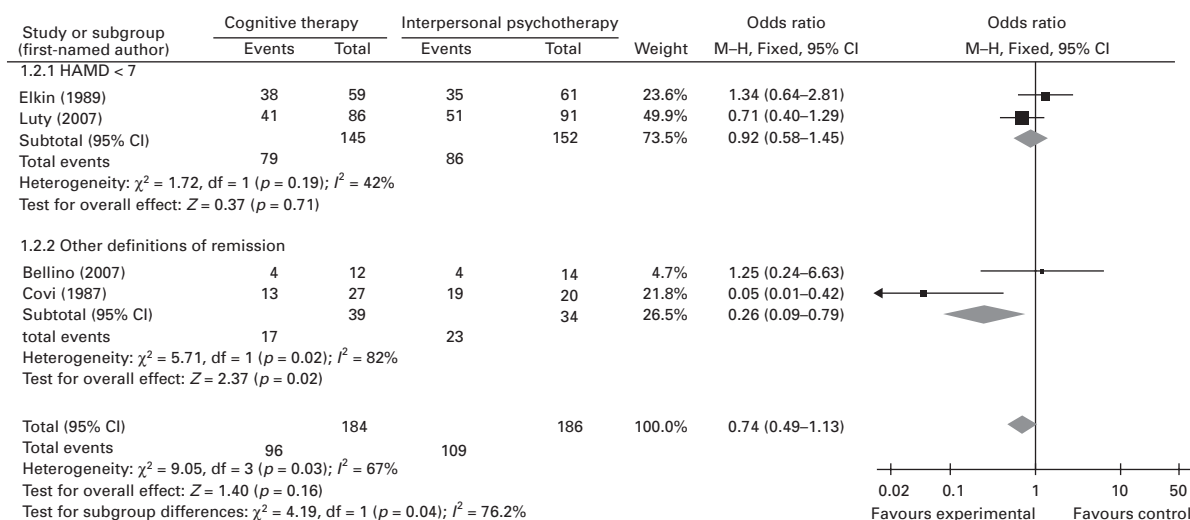 Study or subgroup Cognitive therapy Interpersonal psychotherapy Odds ratio Odds ratio
(first-named author) Events Total Events Total Weight M–H, Fixed, 95% CI M–H, Fixed, 95% CI
1.2.1 HAMD < 7
Elkin (1989) 38 59 35 61 23.6% 1.34 (0.64–2.81)
Luty (2007) 41 86 51 91 49.9% 0.71 (0.40–1.29)
Subtotal (95% CI) 145 152 73.5% 0.92 (0.58–1.45)
Total events 79 86
Heterogeneity: χ² = 1.72, df = 1 (p = 0.19); I² = 42%
Test for overall effect: Z = 0.37 (p = 0.71)
1.2.2 Other definitions of remission
Bellino (2007) 4 12 4 14 4.7% 1.25 (0.24–6.63)
Covi (1987) 13 27 19 20 21.8% 0.05 (0.01–0.42)
Subtotal (95% CI) 39 34 26.5% 0.26 (0.09–0.79)
total events 17 23
Heterogeneity: χ² = 5.71, df = 1 (p = 0.02); I² = 82%
Test for overall effect: Z = 2.37 (p = 0.02)
Total (95% CI) 184 186 100.0% 0.74 (0.49–1.13)
Total events 96 109
Heterogeneity: χ² = 9.05, df = 3 (p = 0.03); I² = 67%
Test for overall effect: Z = 1.40 (p = 0.16)
Test for subgroup differences: χ² = 4.19, df = 1 (p = 0.04); I² = 76.2%
0.02 0.1 1 10 50
Favours experimental Favours control